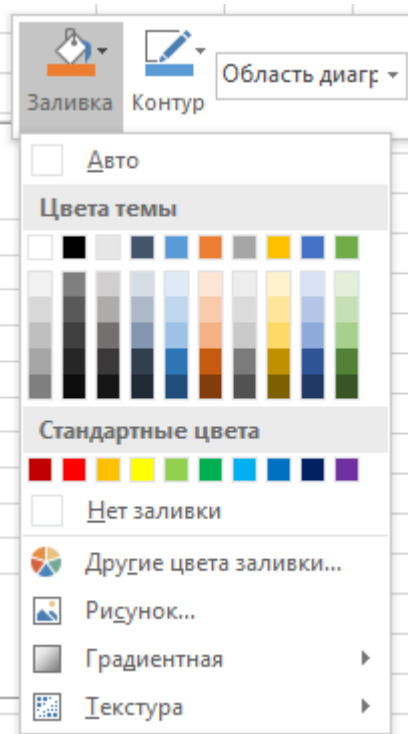 Заливка Контур Область диагр
Авто
Цвета темы
Стандартные цвета
Нет заливки
Другие цвета заливки...
Рисунок...
Градиентная
Текстура